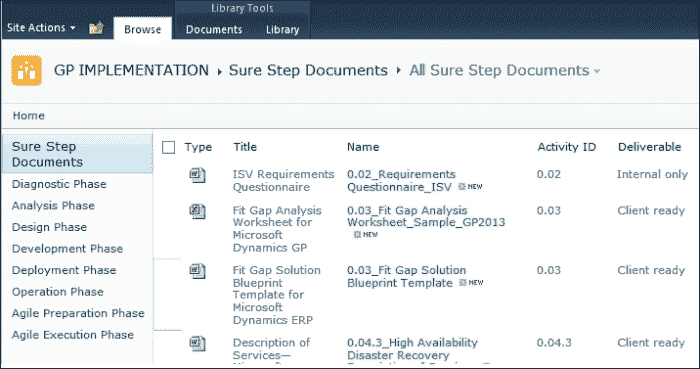 Library Tools
Site Actions Browse Documents Library
GP IMPLEMENTATION Sure Step Documents All Sure Step Documents
Home
Sure Step
Documents
Diagnostic Phase
Analysis Phase
Design Phase
Development Phase
Deployment Phase
Operation Phase
Agile Preparation Phase
Agile Execution Phase
Type Title Name Activity ID Deliverable
ISV Requirements
Questionnaire
0.02_Requirements
Questionnaire_ISV NEW
0.02
Internal only
Fit Gap Analysis
Worksheet for
Microsoft
Dynamics GP
0.03_Fit Gap Analysis
Worksheet_Sample_GP2013
NEW
0.03
Client ready
Fit Gap Solution
Blueprint
Template for
Microsoft
Dynamics ERP
0.03_Fit Gap Solution
Blueprint Template NEW
0.03
Client ready
Description of
Services—
0.04.3_High Availability
Disaster Recovery
0.04.3
Client ready